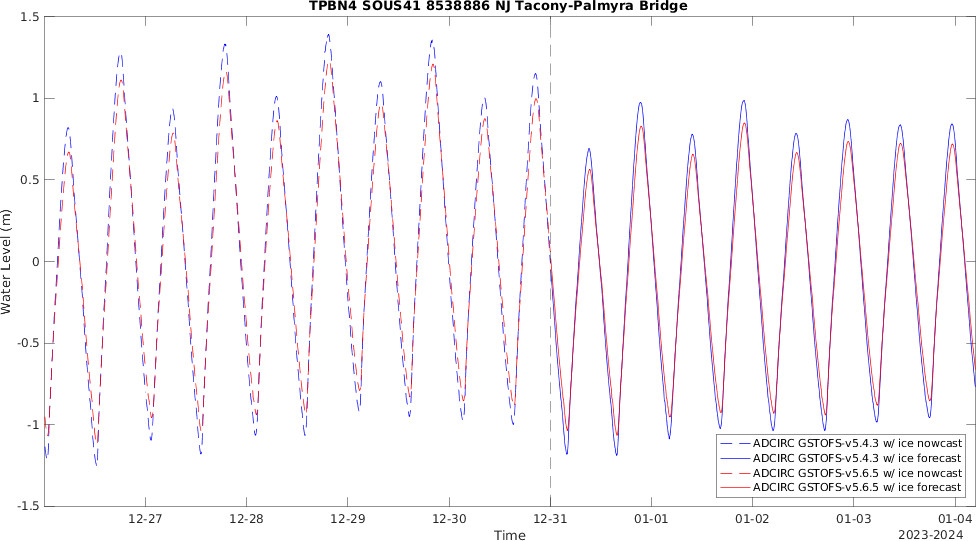 TPBN4 SOUS41 8538886 NJ Tacony-Palmyra Bridge
1.5
1
0.5
0
-0.5
-1
-1.5
Water Level (m)
12-27 12-28 12-29 12-30 12-31 01-01 01-02 01-03 01-04
Time
2023-2024
ADCIRC GSTOFS-v5.4.3 w/ ice nowcast
ADCIRC GSTOFS-v5.4.3 w/ ice forecast
ADCIRC GSTOFS-v5.6.5 w/ ice nowcast
ADCIRC GSTOFS-v5.6.5 w/ ice forecast